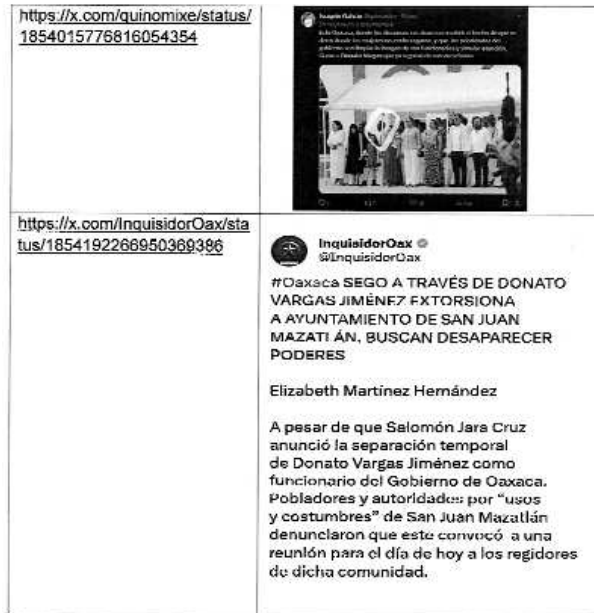 https://x.com/quinomixe/status/
1854015776816054354
https://x.com/InquisidorOax/sta
tus/1854192266950369386
InquisidorOax
@InquisidorOax
#Oaxaca SEGO A TRAVÉS DE DONATO
VARGAS JIMÉNEZ EXTORSIONA
A AYUNTAMIENTO DE SAN JUAN
MAZATLÁN, BUSCAN DESAPARECER
PODERES
Elizabeth Martínez Hernández
A pesar de que Salomón Jara Cruz
anunció la separación temporal
de Donato Vargas Jiménez como
funcionario del Gobierno de Oaxaca.
Pobladores y autoridades por "usos
y costumbres" de San Juan Mazatlán
denunciaron que este convocó a una
reunión para el día de hoy a los regidores
de dicha comunidad.